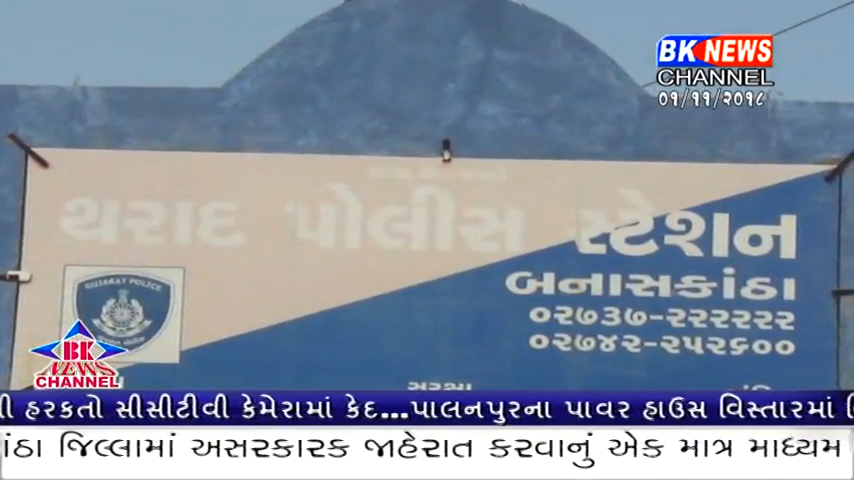 BK NEWS
CHANNEL
૦૧/૧૧/૨૦૧૮
થરાદ પોલીસ સ્ટેશન
બનાસકાંઠા
૦૨૭૩૭-૨૨૨૨૨૨
૦૨૭૪૨-૨૫૨૬૦૦
GUJARAT POLICE
BK
NEWS
CHANNEL
હરકતો સીસીટીવી કેમેરામાં કેદ...પાલનપુરના પાવર હાઉસ વિસ્તારમાં
જિલ્લામાં અસરકારક જાહેરાત કરવાનું એક માત્ર માધ્યમ